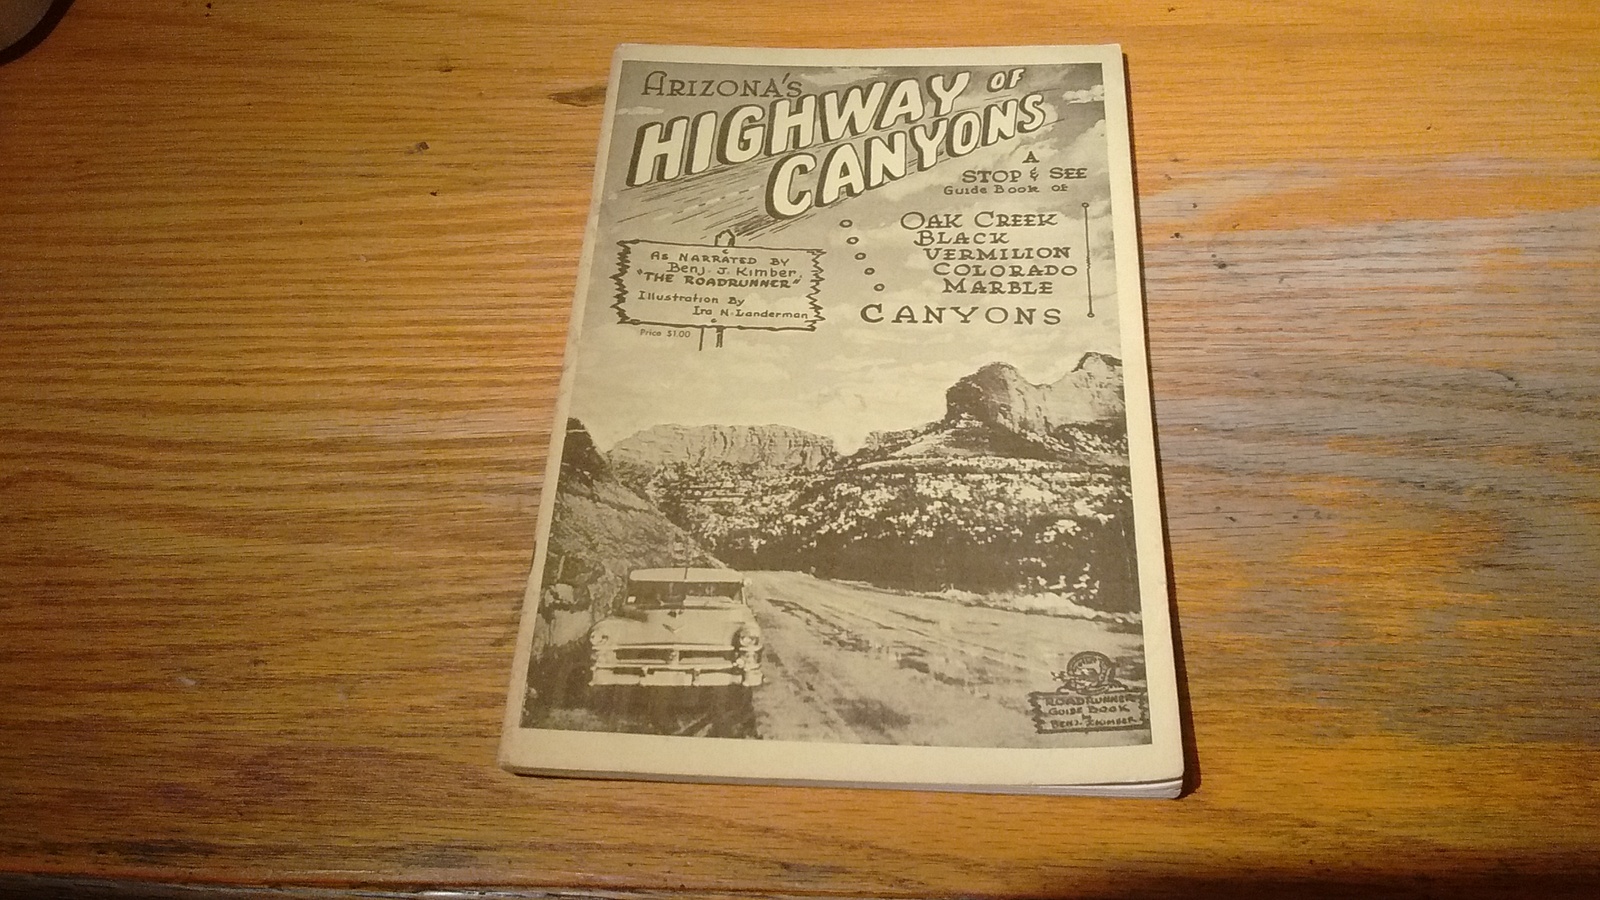 ARIZONA'S
HIGHWAY OF
CANYONS
A
STOP & SEE
Guide Book of
OAK CREEK
BLACK
VERMILION
COLORADO
MARBLE
CANYONS
AS NARRATED BY
Benj. J. Kimber,
"THE ROADRUNNER"
Illustration By
Ira N. Landerman
Price $1.00
ROADRUNNER
GUIDE BOOK
by
BENJ. J. KIMBER